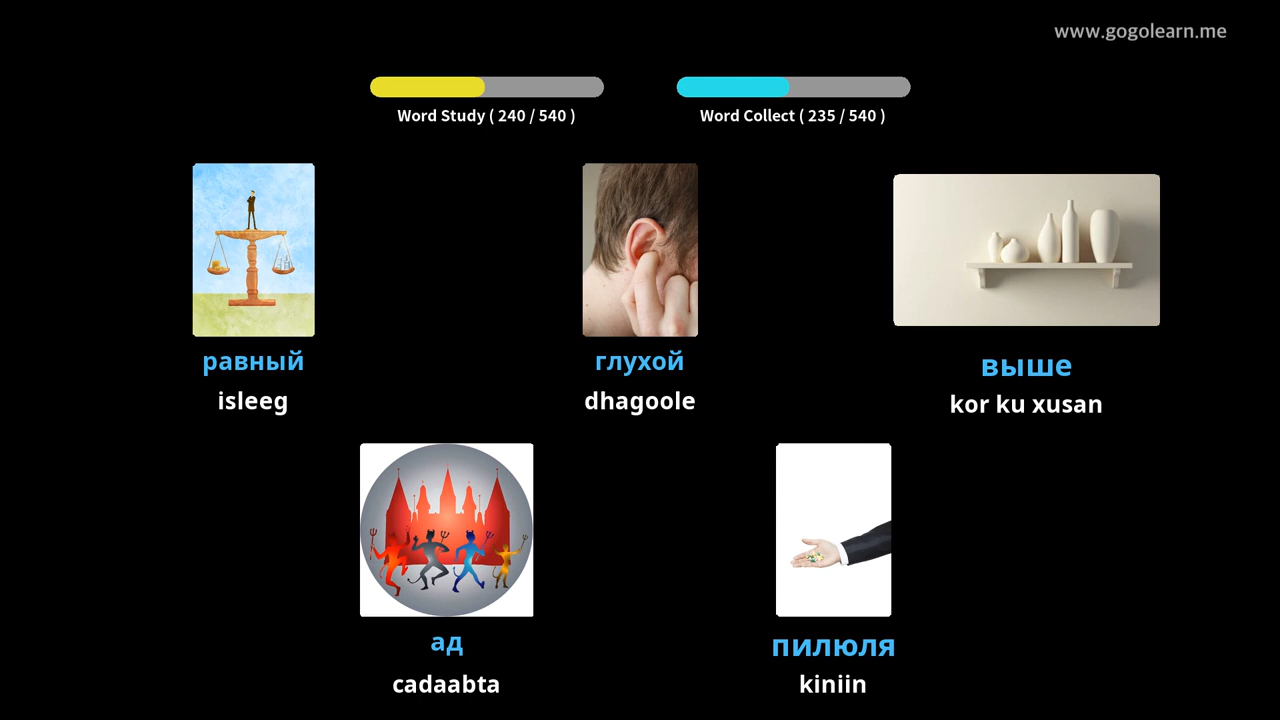 www.gogolearn.me
Word Study ( 240 / 540 )
Word Collect ( 235 / 540 )
равный
isleeg
глухой
dhagoole
выше
kor ku xusan
ад
cadaabta
пилюля
kiniin